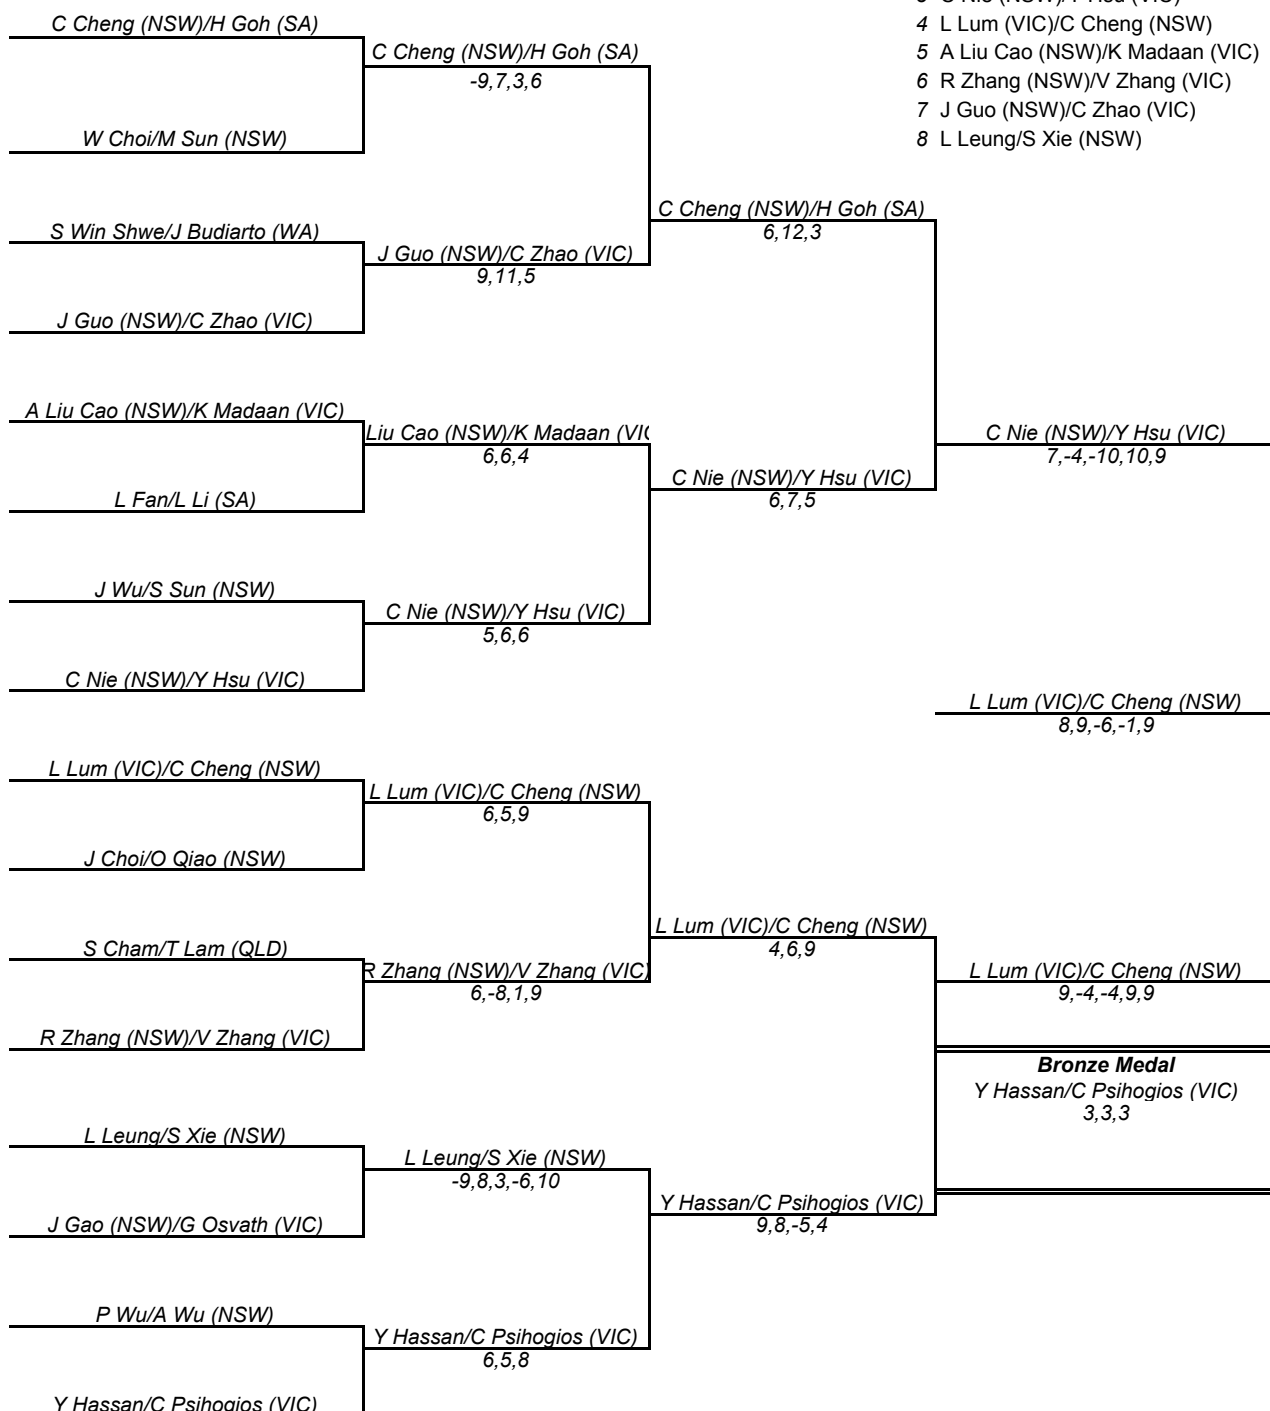 3 C Nie (NSW)/Y Hsu (VIC)
4 L Lum (VIC)/C Cheng (NSW)
5 A Liu Cao (NSW)/K Madaan (VIC)
6 R Zhang (NSW)/V Zhang (VIC)
7 J Guo (NSW)/C Zhao (VIC)
8 L Leung/S Xie (NSW)
C Cheng (NSW)/H Goh (SA)
C Cheng (NSW)/H Goh (SA)
-9,7,3,6
W Choi/M Sun (NSW)
C Cheng (NSW)/H Goh (SA)
6,12,3
S Win Shwe/J Budiarto (WA)
J Guo (NSW)/C Zhao (VIC)
9,11,5
J Guo (NSW)/C Zhao (VIC)
A Liu Cao (NSW)/K Madaan (VIC)
Liu Cao (NSW)/K Madaan (VIC
6,6,4
C Nie (NSW)/Y Hsu (VIC)
7,-4,-10,10,9
L Fan/L Li (SA)
C Nie (NSW)/Y Hsu (VIC)
6,7,5
J Wu/S Sun (NSW)
C Nie (NSW)/Y Hsu (VIC)
5,6,6
C Nie (NSW)/Y Hsu (VIC)
L Lum (VIC)/C Cheng (NSW)
8,9,-6,-1,9
L Lum (VIC)/C Cheng (NSW)
L Lum (VIC)/C Cheng (NSW)
6,5,9
J Choi/O Qiao (NSW)
L Lum (VIC)/C Cheng (NSW)
4,6,9
S Cham/T Lam (QLD)
R Zhang (NSW)/V Zhang (VIC)
6,-8,1,9
L Lum (VIC)/C Cheng (NSW)
9,-4,-4,9,9
R Zhang (NSW)/V Zhang (VIC)
Bronze Medal
Y Hassan/C Psihogios (VIC)
3,3,3
L Leung/S Xie (NSW)
L Leung/S Xie (NSW)
-9,8,3,-6,10
Y Hassan/C Psihogios (VIC)
9,8,-5,4
J Gao (NSW)/G Osvath (VIC)
P Wu/A Wu (NSW)
Y Hassan/C Psihogios (VIC)
6,5,8
Y Hassan/C Psihogios (VIC)